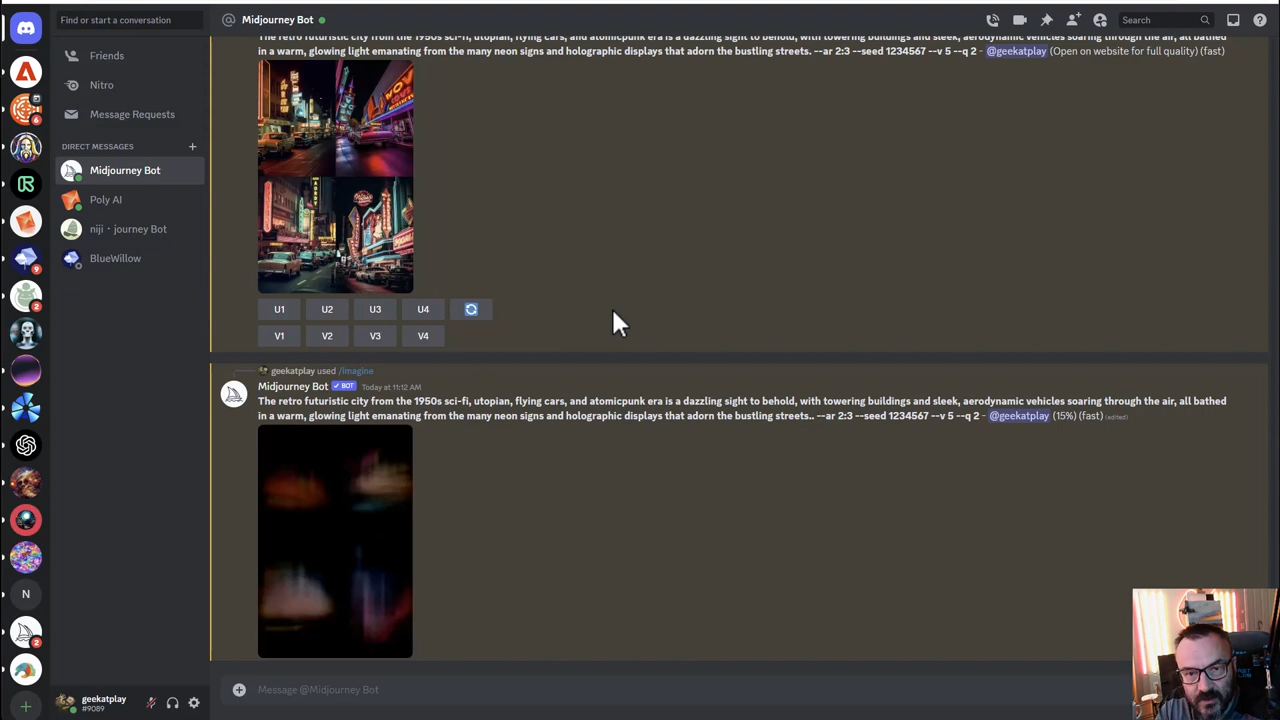 Find or start a conversation
Midjourney Bot
Search
Friends
Nitro
Message Requests
DIRECT MESSAGES
Midjourney Bot
Poly AI
niji・journey Bot
BlueWillow
The retro futuristic city from the 1950s sci-fi, utopian, flying cars, and atomicpunk era is a dazzling sight to behold, with towering buildings and sleek, aerodynamic vehicles soaring through the air, all bathed
in a warm, glowing light emanating from the many neon signs and holographic displays that adorn the bustling streets. --ar 2:3 --seed 1234567 --v 5 --q 2 - @geekatplay (Open on website for full quality) (fast)
U1 U2 U3 U4
V1 V2 V3 V4
geekatplay used /imagine
Midjourney Bot ✓ BOT Today at 11:12 AM
The retro futuristic city from the 1950s sci-fi, utopian, flying cars, and atomicpunk era is a dazzling sight to behold, with towering buildings and sleek, aerodynamic vehicles soaring through the air, all bathed
in a warm, glowing light emanating from the many neon signs and holographic displays that adorn the bustling streets.. --ar 2:3 --seed 1234567 --v 5 --q 2 - @geekatplay (15%) (fast) (edited)
Message @Midjourney Bot
6
9
2
N
2
geekatplay
#9089